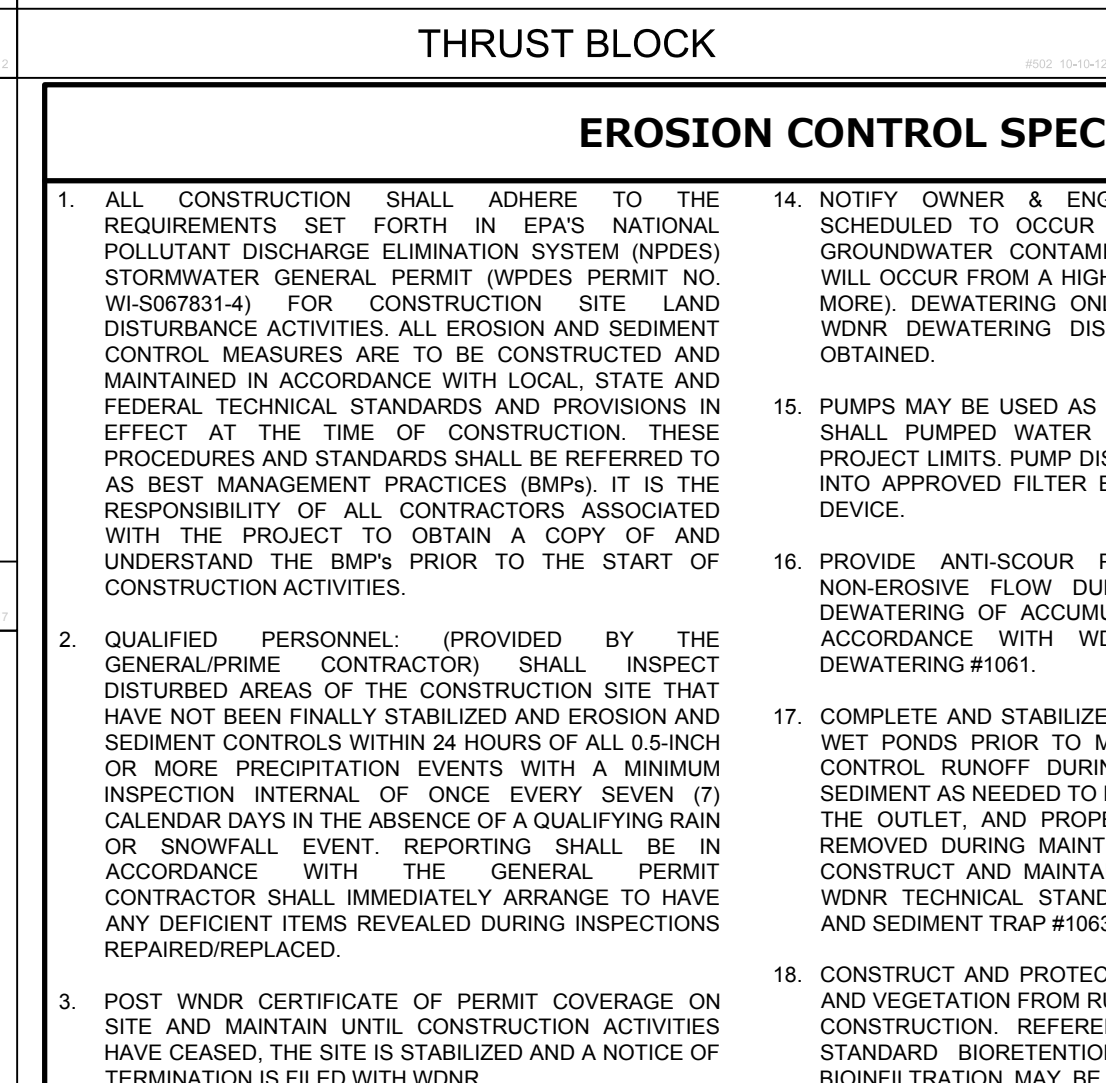 THRUST BLOCK
2
#502 10-10-12
EROSION CONTROL SPEC
1. ALL CONSTRUCTION SHALL ADHERE TO THE
REQUIREMENTS SET FORTH IN EPA'S NATIONAL
POLLUTANT DISCHARGE ELIMINATION SYSTEM (NPDES)
STORMWATER GENERAL PERMIT (WPDES PERMIT NO.
WI-S067831-4) FOR CONSTRUCTION SITE LAND
DISTURBANCE ACTIVITIES. ALL EROSION AND SEDIMENT
CONTROL MEASURES ARE TO BE CONSTRUCTED AND
MAINTAINED IN ACCORDANCE WITH LOCAL, STATE AND
FEDERAL TECHNICAL STANDARDS AND PROVISIONS IN
EFFECT AT THE TIME OF CONSTRUCTION. THESE
PROCEDURES AND STANDARDS SHALL BE REFERRED TO
AS BEST MANAGEMENT PRACTICES (BMPs). IT IS THE
RESPONSIBILITY OF ALL CONTRACTORS ASSOCIATED
WITH THE PROJECT TO OBTAIN A COPY OF AND
UNDERSTAND THE BMP's PRIOR TO THE START OF
CONSTRUCTION ACTIVITIES.
7
2. QUALIFIED PERSONNEL: (PROVIDED BY THE
GENERAL/PRIME CONTRACTOR) SHALL INSPECT
DISTURBED AREAS OF THE CONSTRUCTION SITE THAT
HAVE NOT BEEN FINALLY STABILIZED AND EROSION AND
SEDIMENT CONTROLS WITHIN 24 HOURS OF ALL 0.5-INCH
OR MORE PRECIPITATION EVENTS WITH A MINIMUM
INSPECTION INTERNAL OF ONCE EVERY SEVEN (7)
CALENDAR DAYS IN THE ABSENCE OF A QUALIFYING RAIN
OR SNOWFALL EVENT. REPORTING SHALL BE IN
ACCORDANCE WITH THE GENERAL PERMIT
CONTRACTOR SHALL IMMEDIATELY ARRANGE TO HAVE
ANY DEFICIENT ITEMS REVEALED DURING INSPECTIONS
REPAIRED/REPLACED.
3. POST WNDR CERTIFICATE OF PERMIT COVERAGE ON
SITE AND MAINTAIN UNTIL CONSTRUCTION ACTIVITIES
HAVE CEASED, THE SITE IS STABILIZED AND A NOTICE OF
TERMINATION IS FILED WITH WDNR.
14. NOTIFY OWNER & ENG
SCHEDULED TO OCCUR
GROUNDWATER CONTAMI
WILL OCCUR FROM A HIGH
MORE). DEWATERING ONL
WDNR DEWATERING DIS
OBTAINED.
15. PUMPS MAY BE USED AS
SHALL PUMPED WATER
PROJECT LIMITS. PUMP DIS
INTO APPROVED FILTER
DEVICE.
16. PROVIDE ANTI-SCOUR
NON-EROSIVE FLOW DU
DEWATERING OF ACCUMU
ACCORDANCE WITH WD
DEWATERING #1061.
17. COMPLETE AND STABILIZE
WET PONDS PRIOR TO M
CONTROL RUNOFF DURIN
SEDIMENT AS NEEDED TO
THE OUTLET, AND PROPE
REMOVED DURING MAINT
CONSTRUCT AND MAINTA
WDNR TECHNICAL STAND
AND SEDIMENT TRAP #1063
18. CONSTRUCT AND PROTEC
AND VEGETATION FROM RU
CONSTRUCTION. REFERE
STANDARD BIORETENTIO
BIOINFILTRATION MAY BE